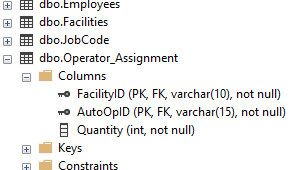 dbo.Employees
dbo.Facilities
dbo.JobCode
dbo.Operator_Assignment
Columns
FacilityID (PK, FK, varchar(10), not null)
AutoOpID (PK, FK, varchar(15), not null)
Quantity (int, not null)
Keys
Constraints